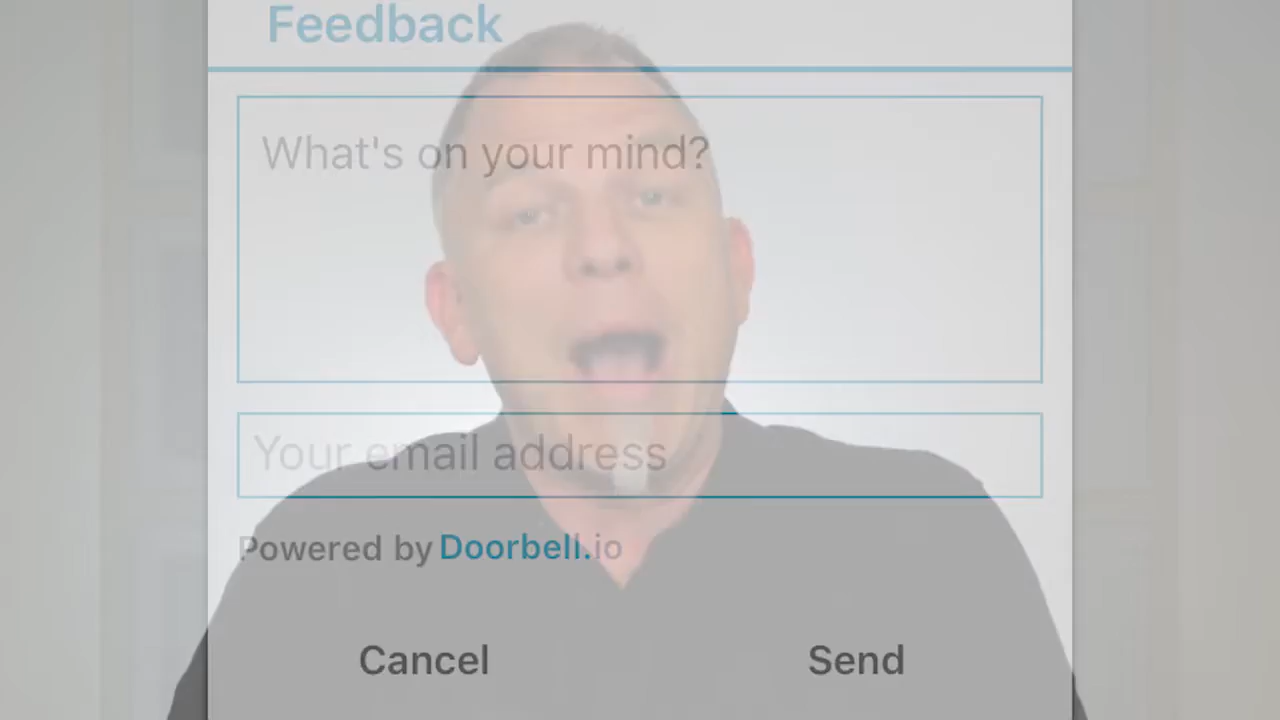 Feedback
What's on your mind?
Your email address
Powered by Doorbell.io
Cancel Send